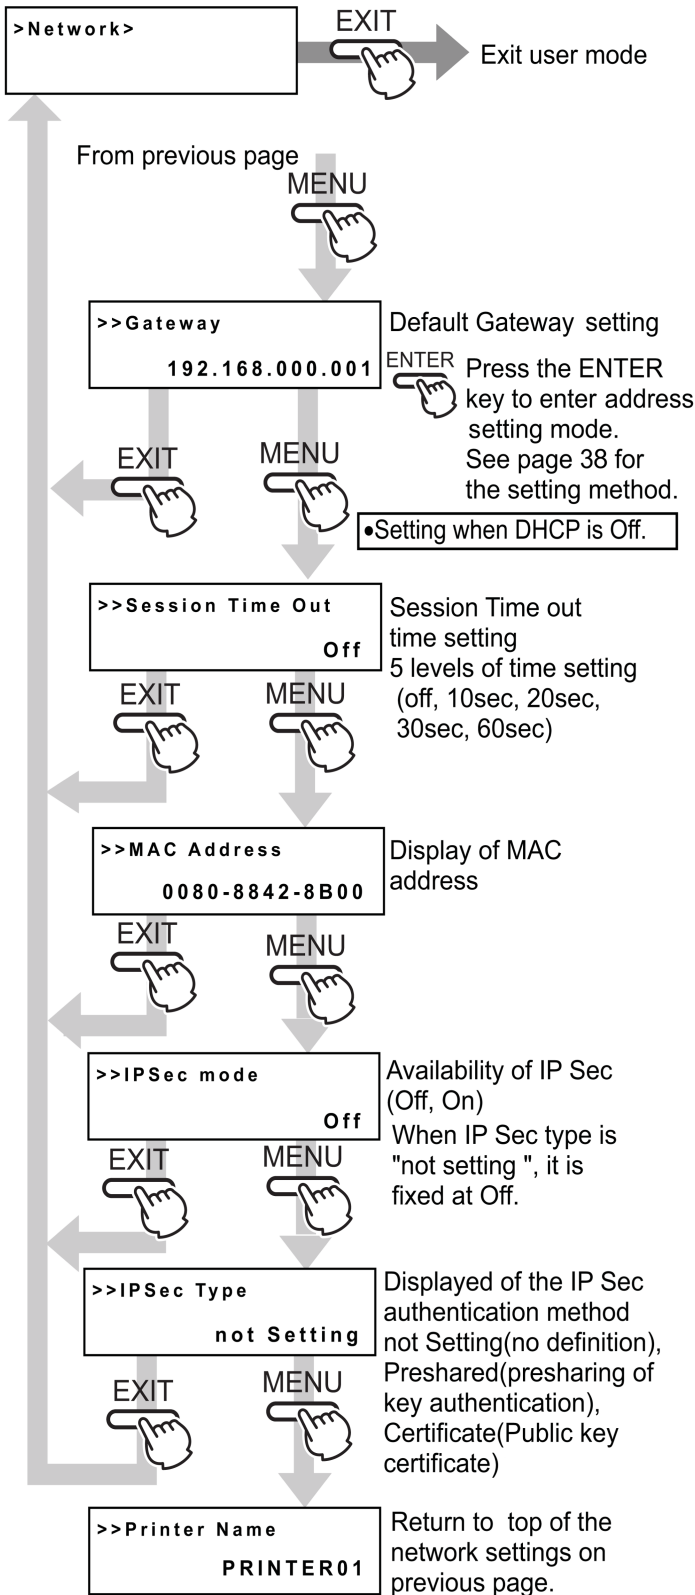 >Network>
EXIT
Exit user mode
From previous page
MENU
>>Gateway
192.168.000.001
Default Gateway setting
ENTER
Press the ENTER
key to enter address
setting mode.
See page 38 for
the setting method.
EXIT
MENU
•Setting when DHCP is Off.
>>Session Time Out
Off
Session Time out
time setting
5 levels of time setting
(off, 10sec, 20sec,
30sec, 60sec)
EXIT
MENU
>>MAC Address
0080-8842-8B00
Display of MAC
address
EXIT
MENU
>>IPSec mode
Off
Availability of IP Sec
(Off, On)
When IP Sec type is
"not setting ", it is
fixed at Off.
EXIT
MENU
>>IPSec Type
not Setting
Displayed of the IP Sec
authentication method
not Setting(no definition),
Preshared(presharing of
key authentication),
Certificate(Public key
certificate)
EXIT
MENU
>>Printer Name
PRINTER01
Return to top of the
network settings on
previous page.